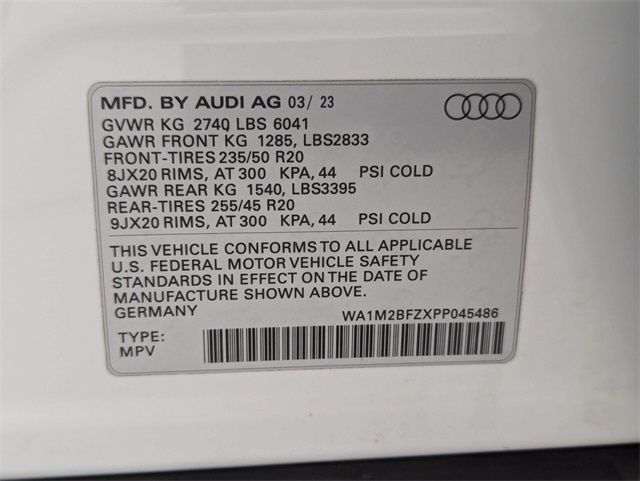 MFD. BY AUDI AG 03/ 23
GVWR KG 2740 LBS 6041
GAWR FRONT KG 1285, LBS2833
FRONT-TIRES 235/50 R20
8JX20 RIMS, AT 300 KPA, 44 PSI COLD
GAWR REAR KG 1540, LBS3395
REAR-TIRES 255/45 R20
9JX20 RIMS, AT 300 KPA, 44 PSI COLD
THIS VEHICLE CONFORMS TO ALL APPLICABLE
U.S. FEDERAL MOTOR VEHICLE SAFETY
STANDARDS IN EFFECT ON THE DATE OF
MANUFACTURE SHOWN ABOVE.
GERMANY WA1M2BFZXPP045486
TYPE:
MPV